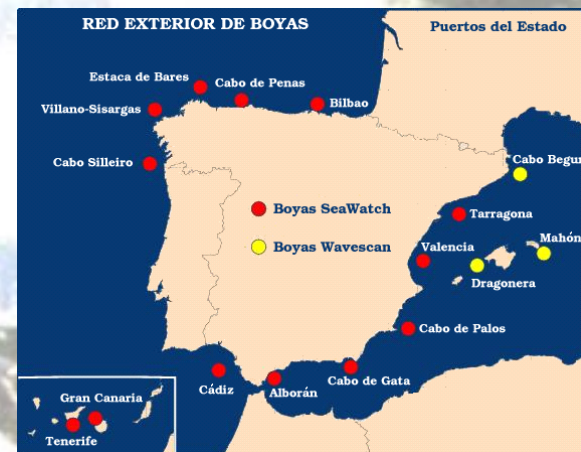 RED EXTERIOR DE BOYAS
Puertos del Estado
Estaca de Bares
Cabo de Penas
Villano-Sisargas
Bilbao
Cabo Silleiro
Cabo Begur
Boyas SeaWatch
Tarragona
Boyas Wavescan
Mahón
Valencia
Dragonera
Cabo de Palos
Cádiz
Alborán
Cabo de Gata
Gran Canaria
Tenerife